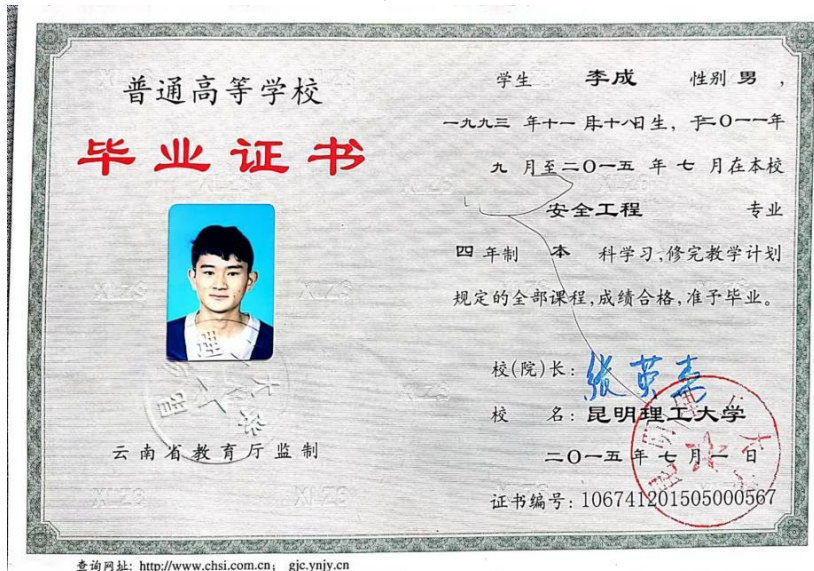 普通高等学校
毕业证书
云南省教育厅监制
学生 李成 性别 男 ,
一九九三 年十一 月十八日生, 于二〇一一年
九 月至二〇一五 年 七 月在本校
安全工程 专业
四 年制 本 科学习,修完教学计划
规定的全部课程,成绩合格,准予毕业。
校(院)长: 张英杰
校 名: 昆明理工大学
二〇一五 年 七 月 一 日
证书编号: 106741201505000567
查询网址: http://www.chsi.com.cn; gjc.ynjy.cn